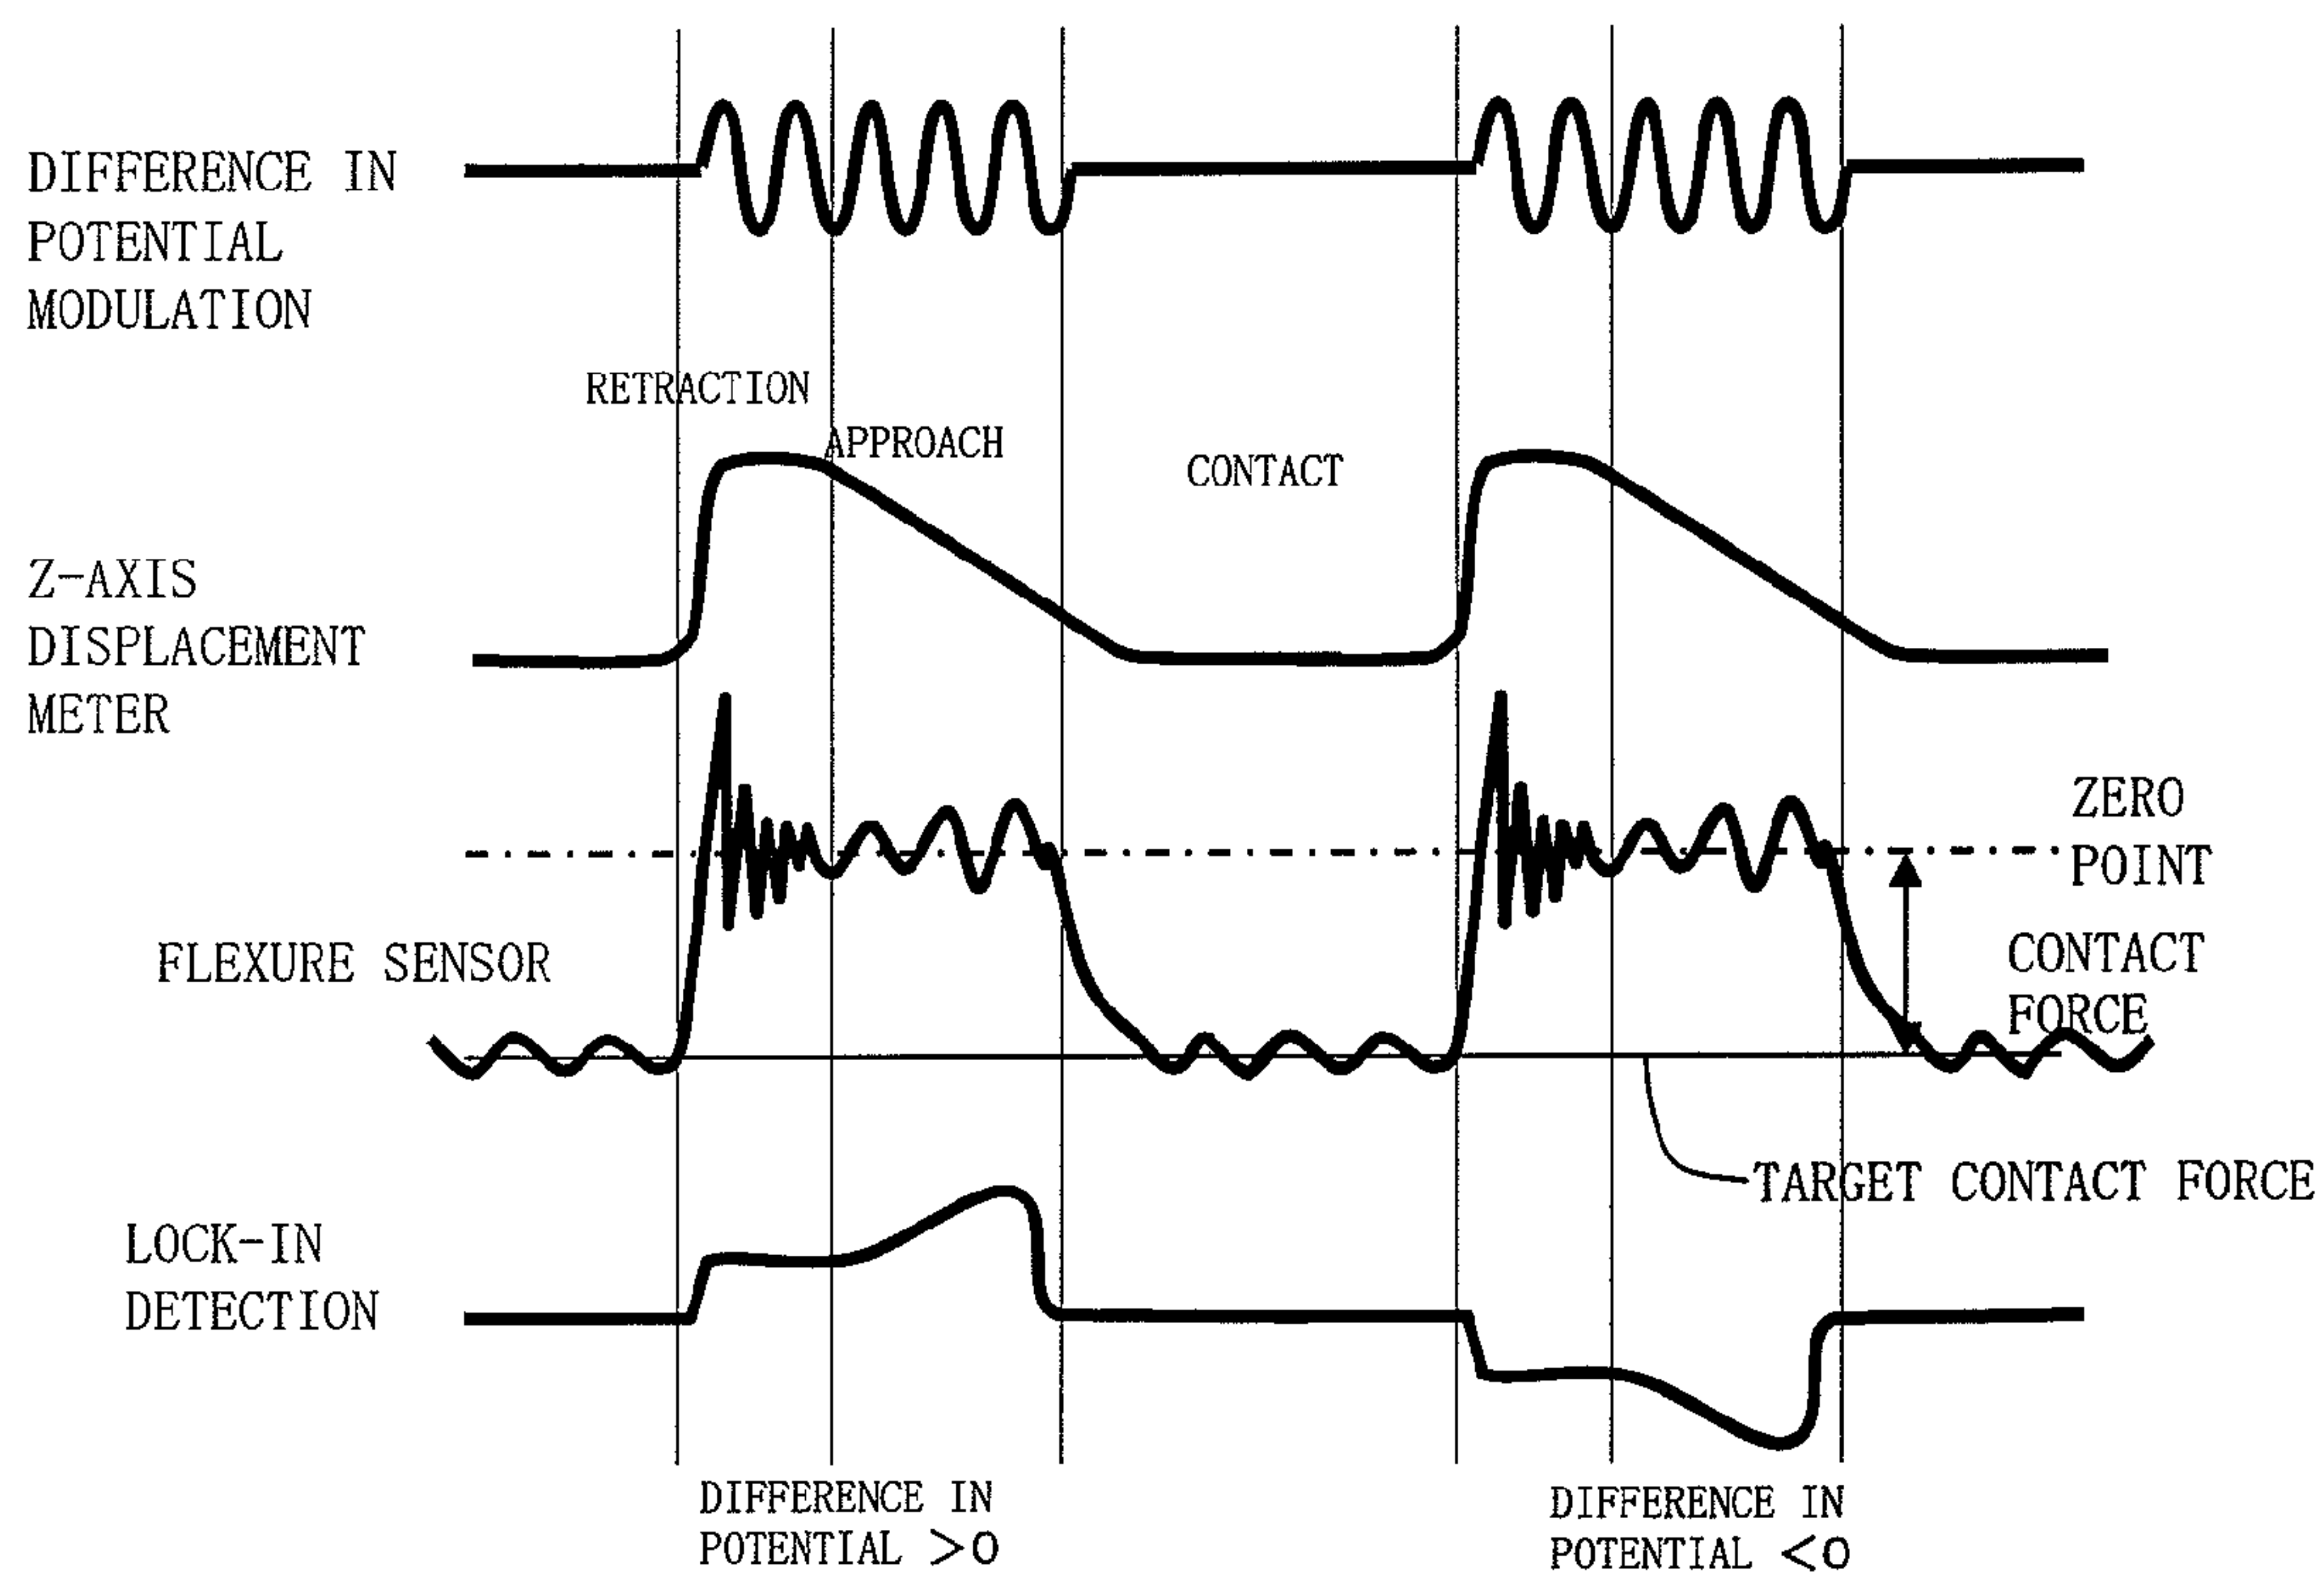 DIFFERENCE IN
POTENTIAL
MODULATION
RETRACTION
APPROACH
CONTACT
Z-AXIS
DISPLACEMENT
METER
ZERO
POINT
FLEXURE SENSOR
CONTACT
FORCE
TARGET CONTACT FORCE
LOCK-IN
DETECTION
DIFFERENCE IN
POTENTIAL >0
DIFFERENCE IN
POTENTIAL <0